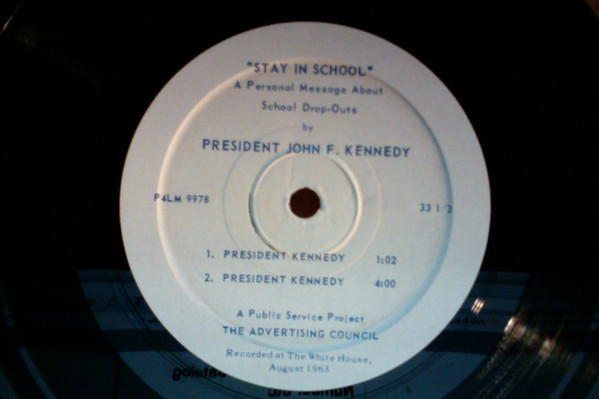 "STAY IN SCHOOL"
A Personal Message About
School Drop-Outs
by
PRESIDENT JOHN F. KENNEDY
P4LM 9978
33 1/3
1. PRESIDENT KENNEDY 1:02
2. PRESIDENT KENNEDY 4:00
A Public Service Project
THE ADVERTISING COUNCIL
Recorded at The White House,
August 1963
catalog